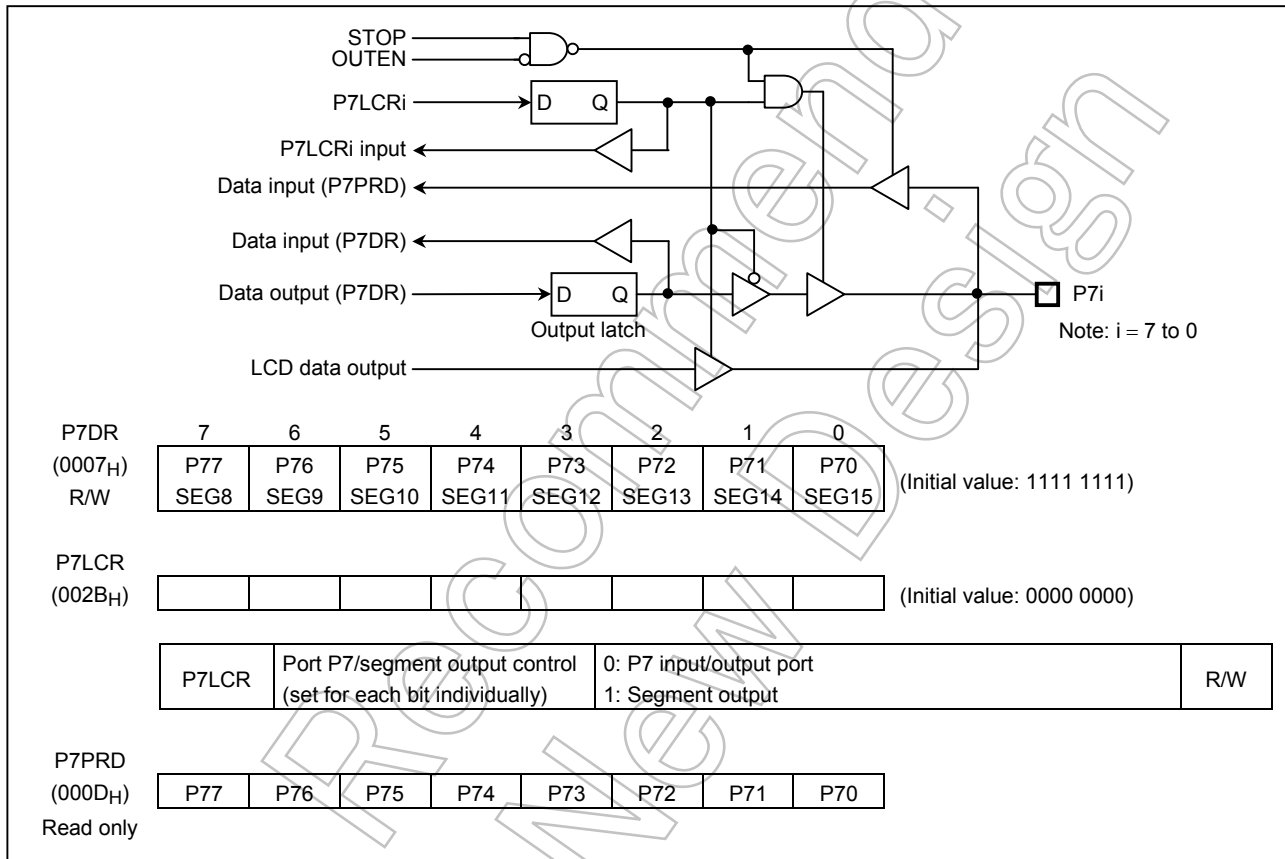 STOP
OUTEN
P7LCRi
D Q
P7LCRi input
Data input (P7PRD)
Data input (P7DR)
Data output (P7DR)
D Q
Output latch
P7i
Note: i = 7 to 0
LCD data output
P7DR
(0007H)
R/W
7 6 5 4 3 2 1 0
P77 P76 P75 P74 P73 P72 P71 P70
SEG8 SEG9 SEG10 SEG11 SEG12 SEG13 SEG14 SEG15
(Initial value: 1111 1111)
P7LCR
(002BH)
(Initial value: 0000 0000)
P7LCR
Port P7/segment output control
(set for each bit individually)
0: P7 input/output port
1: Segment output
R/W
P7PRD
(000DH)
Read only
P77 P76 P75 P74 P73 P72 P71 P70
Recommend
New Design